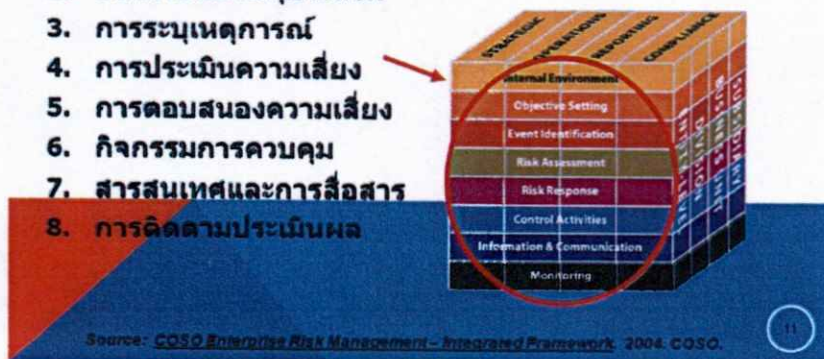 3. การระบุเหตุการณ์
4. การประเมินความเสี่ยง
5. การตอบสนองความเสี่ยง
6. กิจกรรมการควบคุม
7. สารสนเทศและการสื่อสาร
8. การติดตามประเมินผล
STRATEGIC
OPERATIONS
REPORTING
COMPLIANCE
Internal Environment
Objective Setting
Event Identification
Risk Assessment
Risk Response
Control Activities
Information & Communication
Monitoring
ENTITY-LEVEL
DIVISION
BUSINESS UNIT
SUBSIDIARY
Source: COSO Enterprise Risk Management – Integrated Framework. 2004. COSO.
11